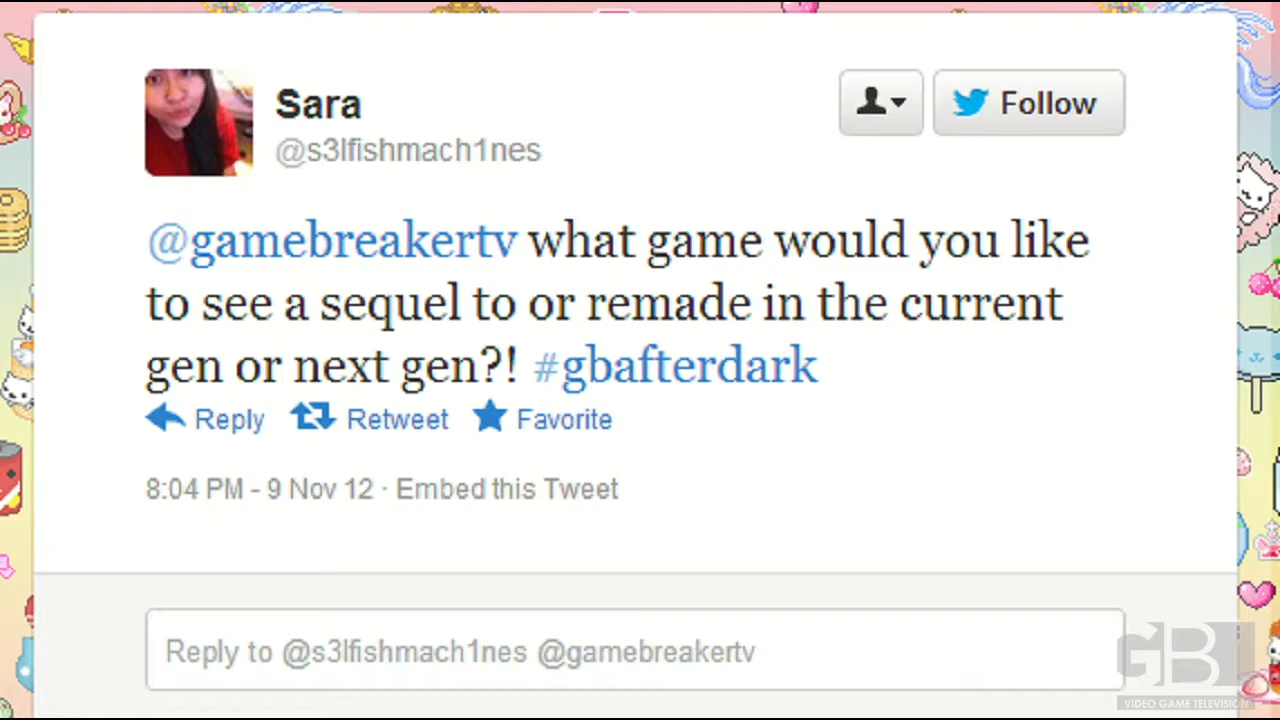 Sara
@s3lfishmach1nes
Follow
@gamebreakertv what game would you like
to see a sequel to or remade in the current
gen or next gen?! #gbafterdark
Reply Retweet Favorite
8:04 PM - 9 Nov 12 · Embed this Tweet
Reply to @s3lfishmach1nes @gamebreakertv
GB
VIDEO GAME TELEVISION